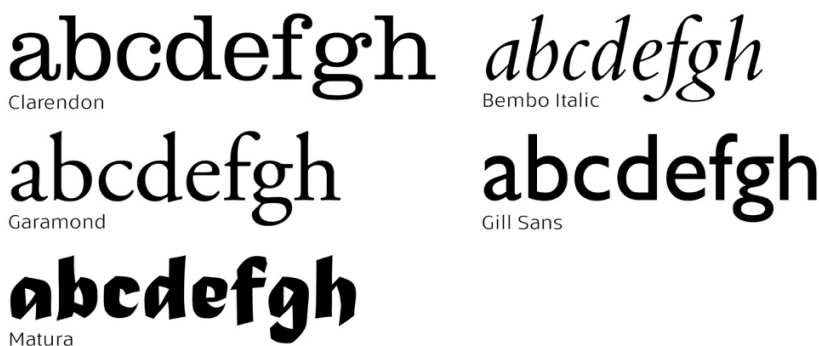 abcdefgh
Clarendon
abcdefgh
Bembo Italic
abcdefgh
Garamond
abcdefgh
Gill Sans
abcdefgh
Matura